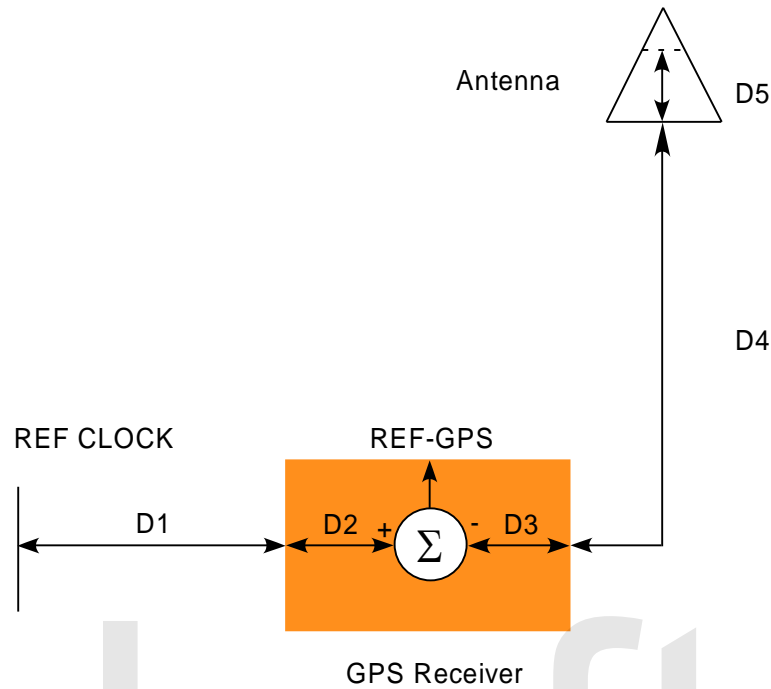 Antenna
D5
D4
REF CLOCK
REF-GPS
D1
D2
+
Σ
-
D3
GPS Receiver